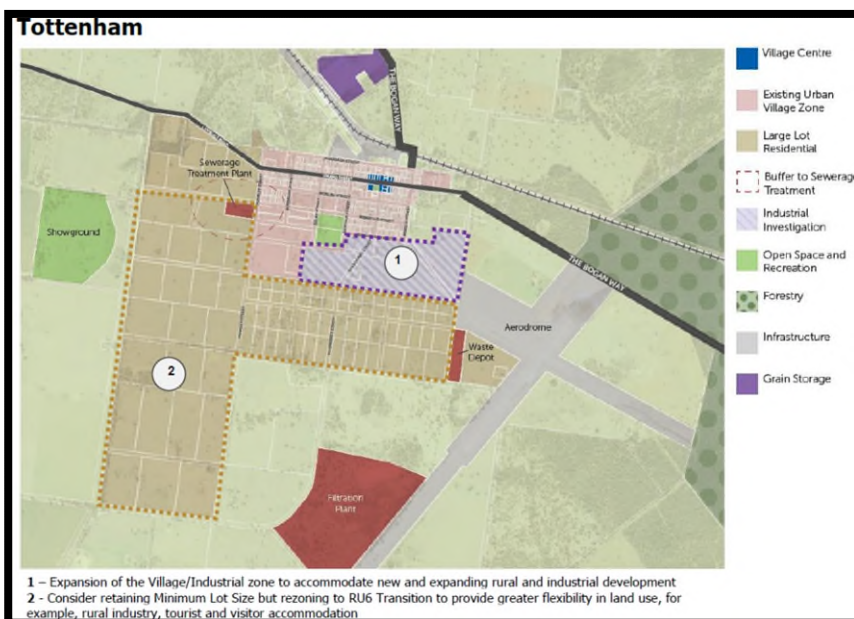 Tottenham
Village Centre
Existing Urban
Village Zone
Large Lot
Residential
Buffer to Sewerage
Treatment
Industrial
Investigation
Open Space and
Recreation
Forestry
Infrastructure
Grain Storage
THE BOGAN WAY
Sewerage
Treatment Plant
Showground
1
THE BOGAN WAY
Aerodrome
Waste
Depot
2
Filtration
Plant
1 – Expansion of the Village/Industrial zone to accommodate new and expanding rural and industrial development
2 - Consider retaining Minimum Lot Size but rezoning to RU6 Transition to provide greater flexibility in land use, for
example, rural industry, tourist and visitor accommodation